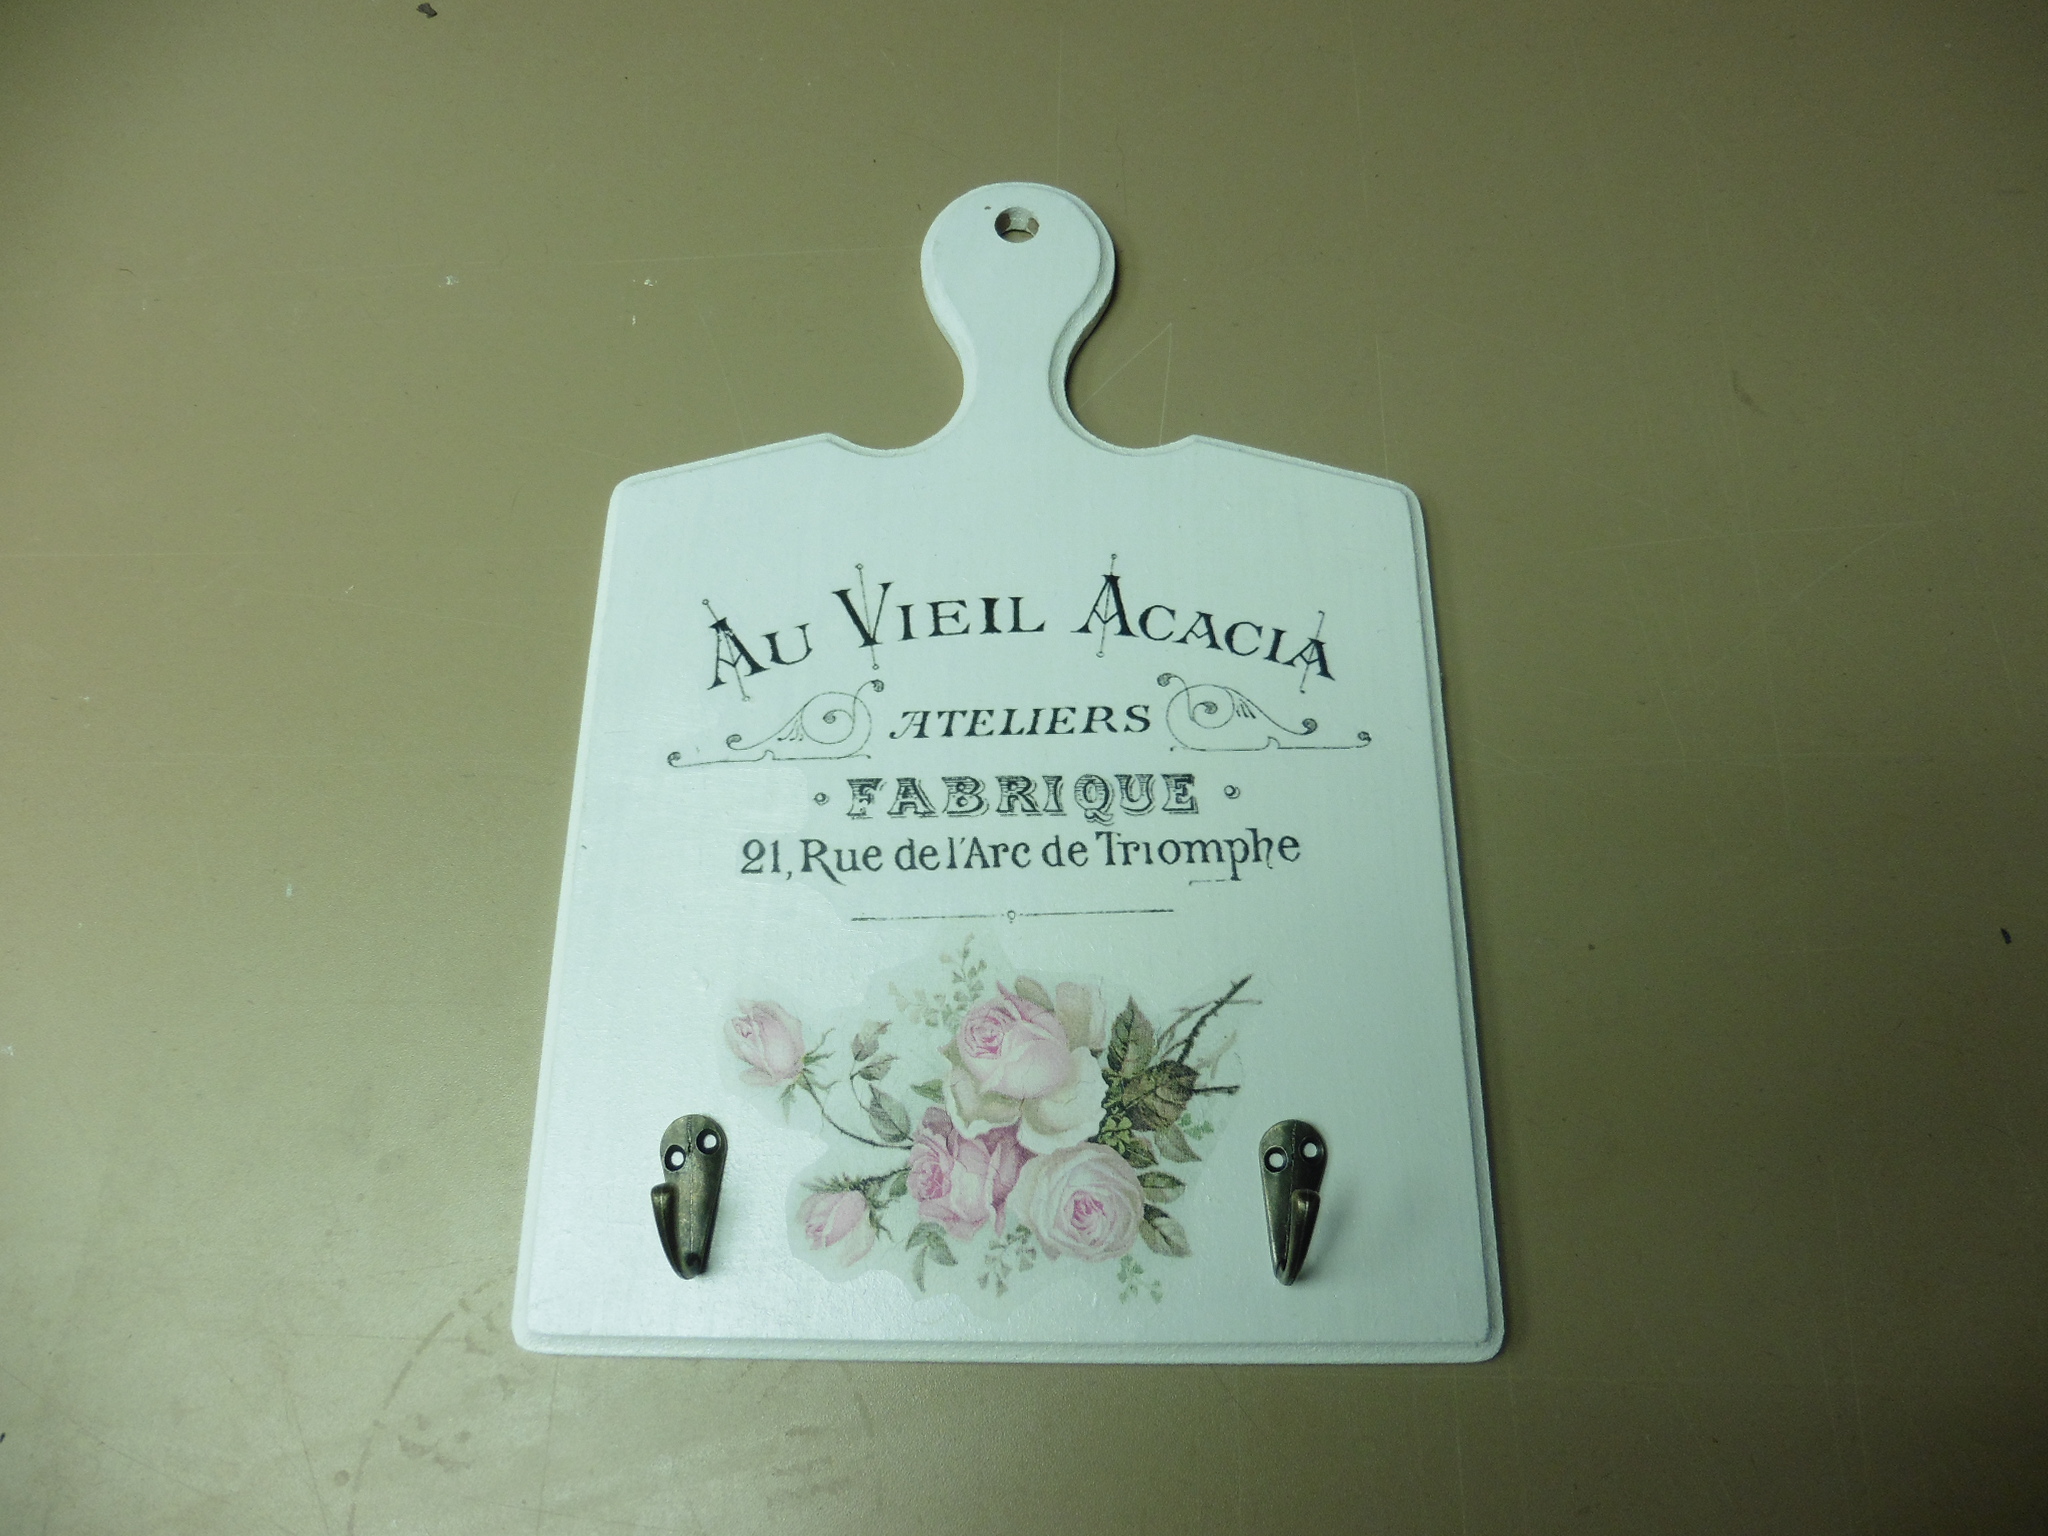 AU VIEIL ACACIA
ATELIERS
• FABRIQUE •
21, Rue de l'Arc de Triomphe